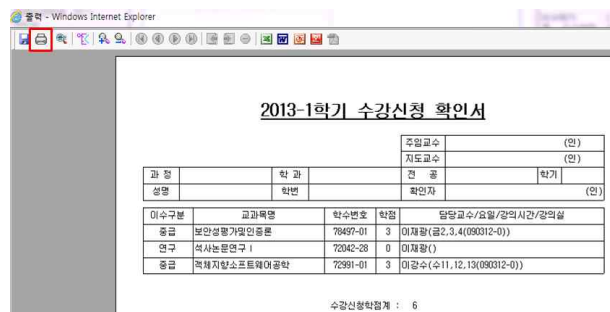 출력 - Windows Internet Explorer
2013-1학기 수강신청 확인서
주임교수 (인)
지도교수 (인)
과 정 학 과 전 공 학기
성명 학번 확인자 (인)
이수구분 교과목명 학수번호 학점 담당교수/요일/강의시간/강의실
중급 보안성평가및인증론 78497-01 3 이재광(금2,3,4(090312-0))
연구 석사논문연구 I 72042-28 0 이재광()
중급 객체지향소프트웨어공학 72991-01 3 이강수(수11,12,13(090312-0))
수강신청학점계 : 6